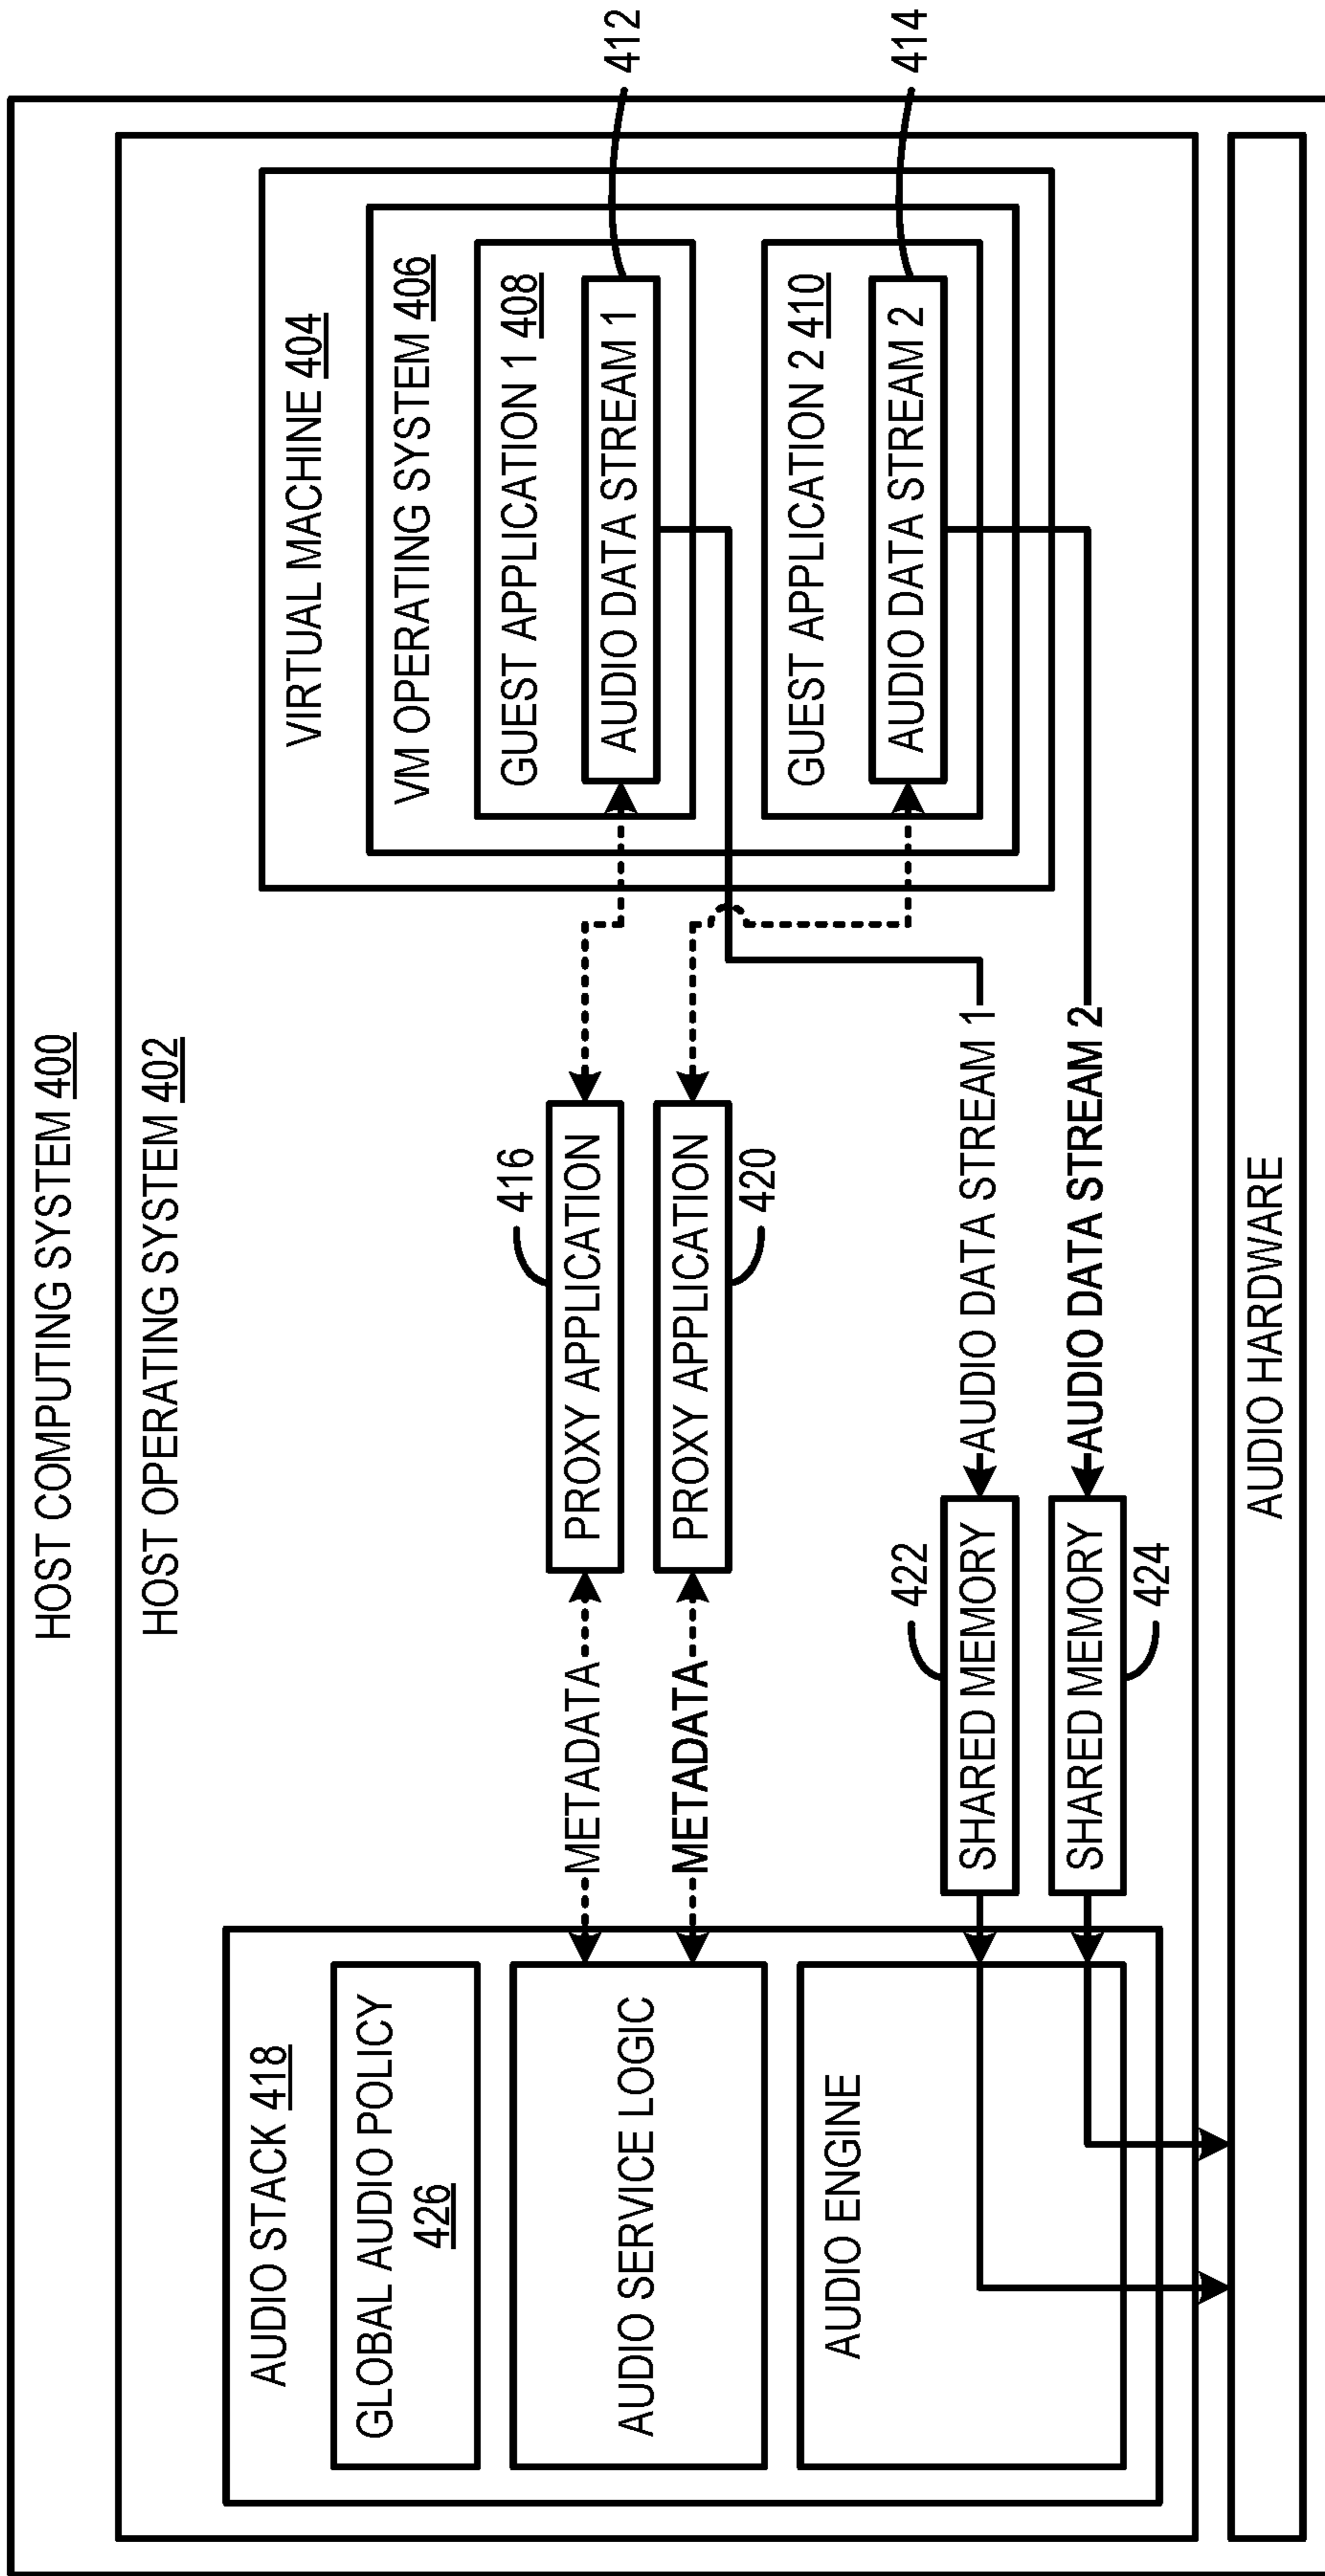 HOST COMPUTING SYSTEM 400
HOST OPERATING SYSTEM 402
AUDIO STACK 418
GLOBAL AUDIO POLICY
426
AUDIO SERVICE LOGIC
AUDIO ENGINE
METADATA
METADATA
416
PROXY APPLICATION
PROXY APPLICATION
420
422
SHARED MEMORY
SHARED MEMORY
424
AUDIO DATA STREAM 1
AUDIO DATA STREAM 2
VIRTUAL MACHINE 404
VM OPERATING SYSTEM 406
GUEST APPLICATION 1 408
AUDIO DATA STREAM 1
412
GUEST APPLICATION 2 410
AUDIO DATA STREAM 2
414
AUDIO HARDWARE